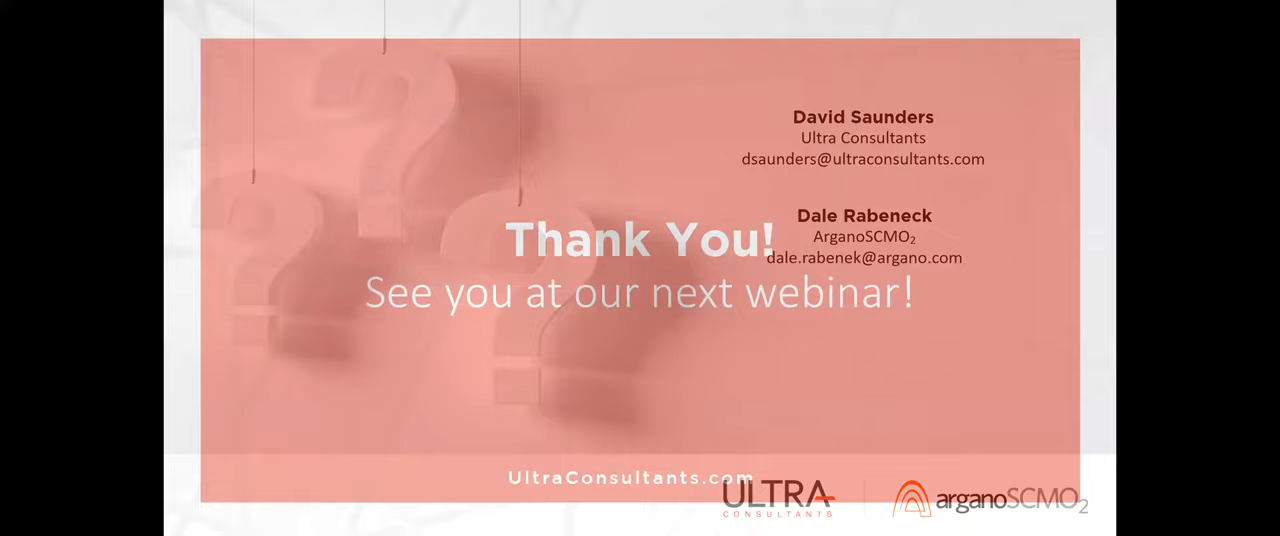 David Saunders
Ultra Consultants
dsaunders@ultraconsultants.com
Dale Rabeneck
ArganoSCMO₂
dale.rabenek@argano.com
Thank You!
See you at our next webinar!
UltraConsultants.com
ULTRA
CONSULTANTS
arganoSCMO₂